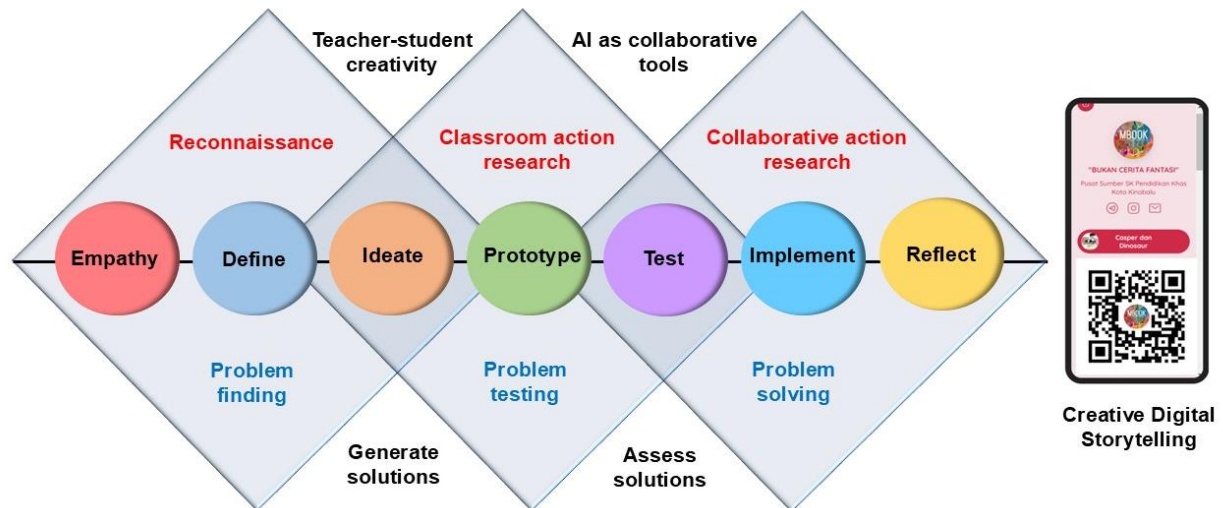 Teacher-student
creativity
AI as collaborative
tools
Reconnaissance
Classroom action
research
Collaborative action
research
Empathy
Define
Ideate
Prototype
Test
Implement
Reflect
Problem
finding
Problem
testing
Problem
solving
Generate
solutions
Assess
solutions
MBOOK
"BUKAN CERITA FANTASI"
Pusat Sumber SK Pendidikan Khas
Kota Kinabalu
Casper dan
Dinosaur
MBOOK
Creative Digital
Storytelling